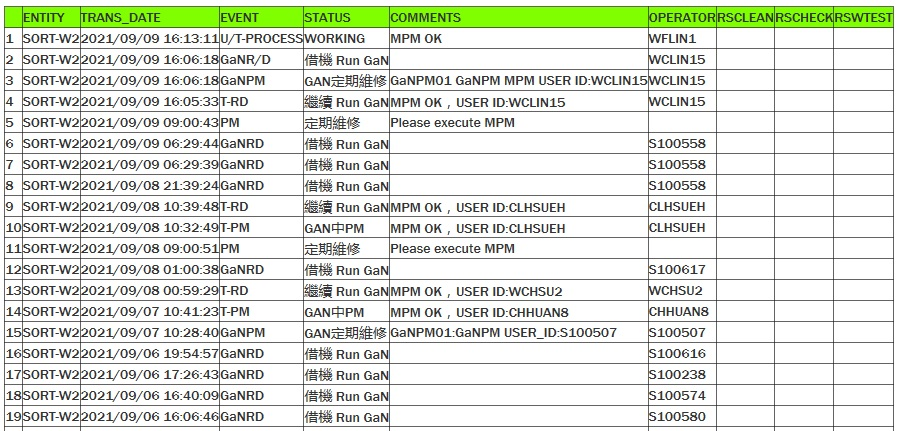 ENTITY TRANS_DATE EVENT STATUS COMMENTS OPERATOR RSCLEAN RSCHECK RSWTEST
1 SORT-W2 2021/09/09 16:13:11 U/T-PROCESS WORKING MPM OK WFLIN1
2 SORT-W2 2021/09/09 16:06:18 GaNR/D 借機 Run GaN WCLIN15
3 SORT-W2 2021/09/09 16:06:18 GaNPM GAN定期維修 GaNPM01 GaNPM MPM USER ID:WCLIN15 WCLIN15
4 SORT-W2 2021/09/09 16:05:33 T-RD 繼續 Run GaN MPM OK，USER ID:WCLIN15 WCLIN15
5 SORT-W2 2021/09/09 09:00:43 PM 定期維修 Please execute MPM
6 SORT-W2 2021/09/09 06:29:44 GaNRD 借機 Run GaN S100558
7 SORT-W2 2021/09/09 06:29:39 GaNRD 借機 Run GaN S100558
8 SORT-W2 2021/09/08 21:39:24 GaNRD 借機 Run GaN S100558
9 SORT-W2 2021/09/08 10:39:48 T-RD 繼續 Run GaN MPM OK，USER ID:CLHSUEH CLHSUEH
10 SORT-W2 2021/09/08 10:32:49 T-PM GAN中PM MPM OK，USER ID:CLHSUEH CLHSUEH
11 SORT-W2 2021/09/08 09:00:51 PM 定期維修 Please execute MPM
12 SORT-W2 2021/09/08 01:00:38 GaNRD 借機 Run GaN S100617
13 SORT-W2 2021/09/08 00:59:29 T-RD 繼續 Run GaN MPM OK，USER ID:WCHSU2 WCHSU2
14 SORT-W2 2021/09/07 10:41:23 T-PM GAN中PM MPM OK，USER ID:CHHUAN8 CHHUAN8
15 SORT-W2 2021/09/07 10:28:40 GaNPM GAN定期維修 GaNPM01:GaNPM USER_ID:S100507 S100507
16 SORT-W2 2021/09/06 19:54:57 GaNRD 借機 Run GaN S100616
17 SORT-W2 2021/09/06 17:26:43 GaNRD 借機 Run GaN S100238
18 SORT-W2 2021/09/06 16:40:09 GaNRD 借機 Run GaN S100574
19 SORT-W2 2021/09/06 16:06:46 GaNRD 借機 Run GaN S100580